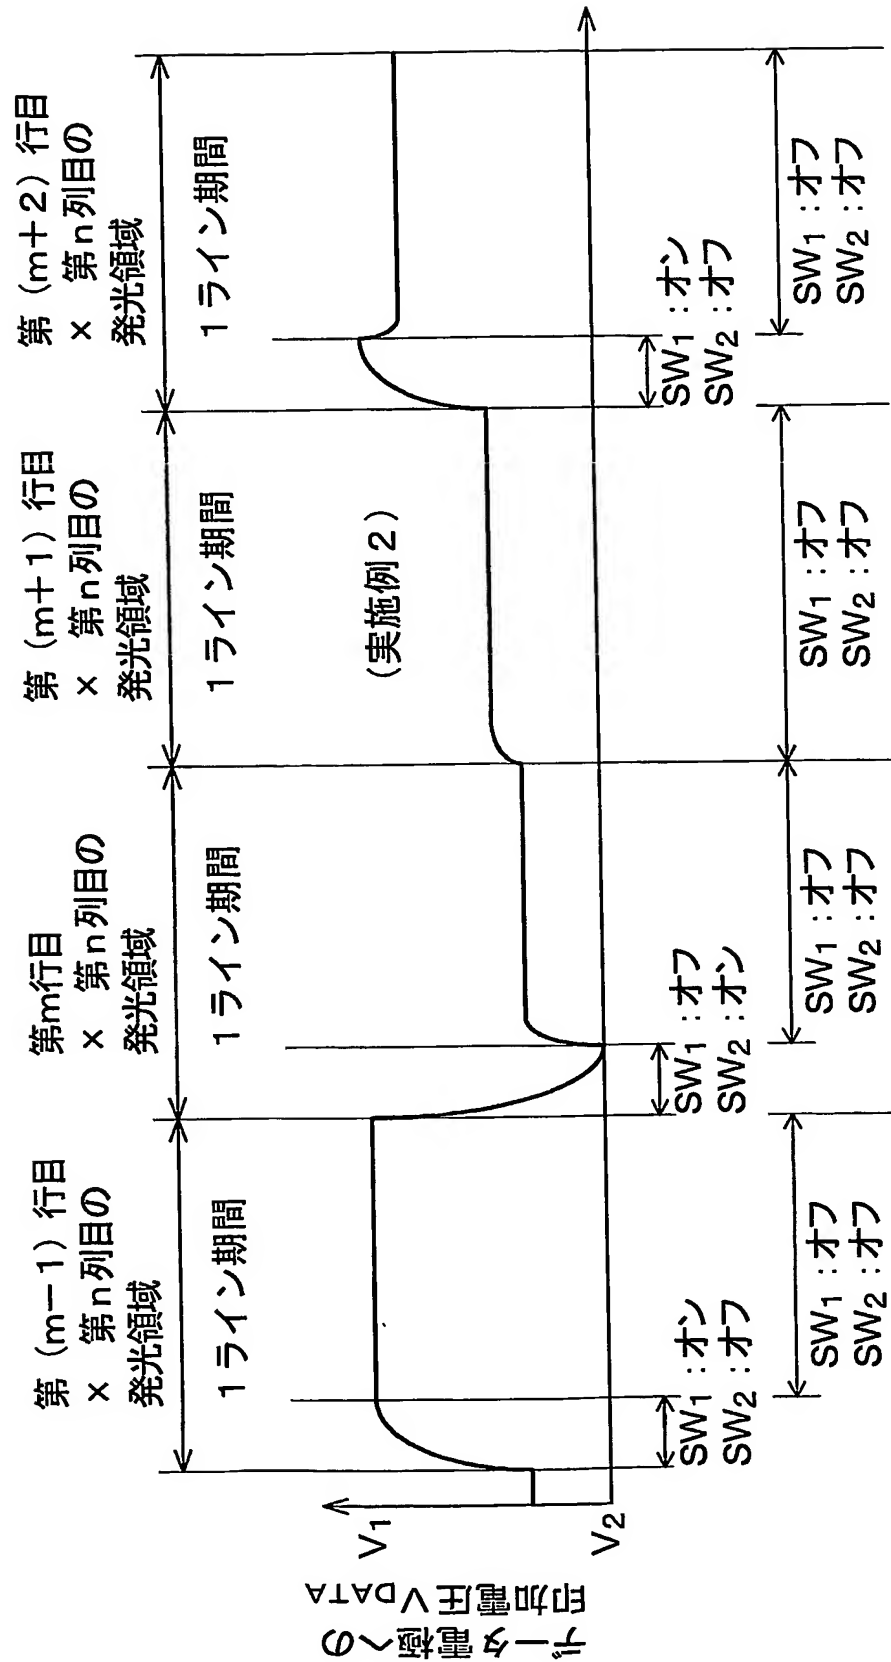 第（m－1）行目
× 第n列目の
発光領域
第m行目
× 第n列目の
発光領域
第（m＋1）行目
× 第n列目の
発光領域
第（m＋2）行目
× 第n列目の
発光領域
1ライン期間
1ライン期間
1ライン期間
1ライン期間
（実施例2）
データ電極への
印加電圧VDATA
V1
V2
SW1：オン
SW2：オフ
SW1：オフ
SW2：オン
SW1：オン
SW2：オフ
SW1：オフ
SW2：オフ
SW1：オフ
SW2：オフ
SW1：オフ
SW2：オフ
SW1：オフ
SW2：オフ